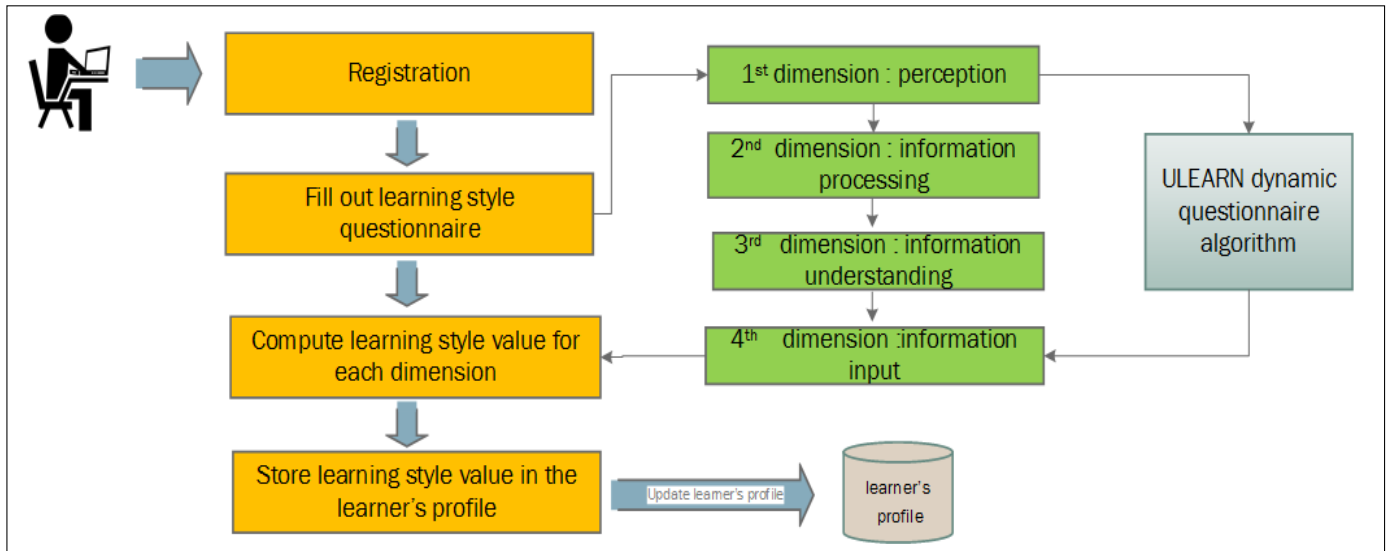 Registration
Fill out learning style
questionnaire
Compute learning style value for
each dimension
Store learning style value in the
learner's profile
1st dimension : perception
2nd dimension : information
processing
3rd dimension : information
understanding
4th dimension :information
input
ULEARN dynamic
questionnaire
algorithm
Update learner's profile
learner's
profile